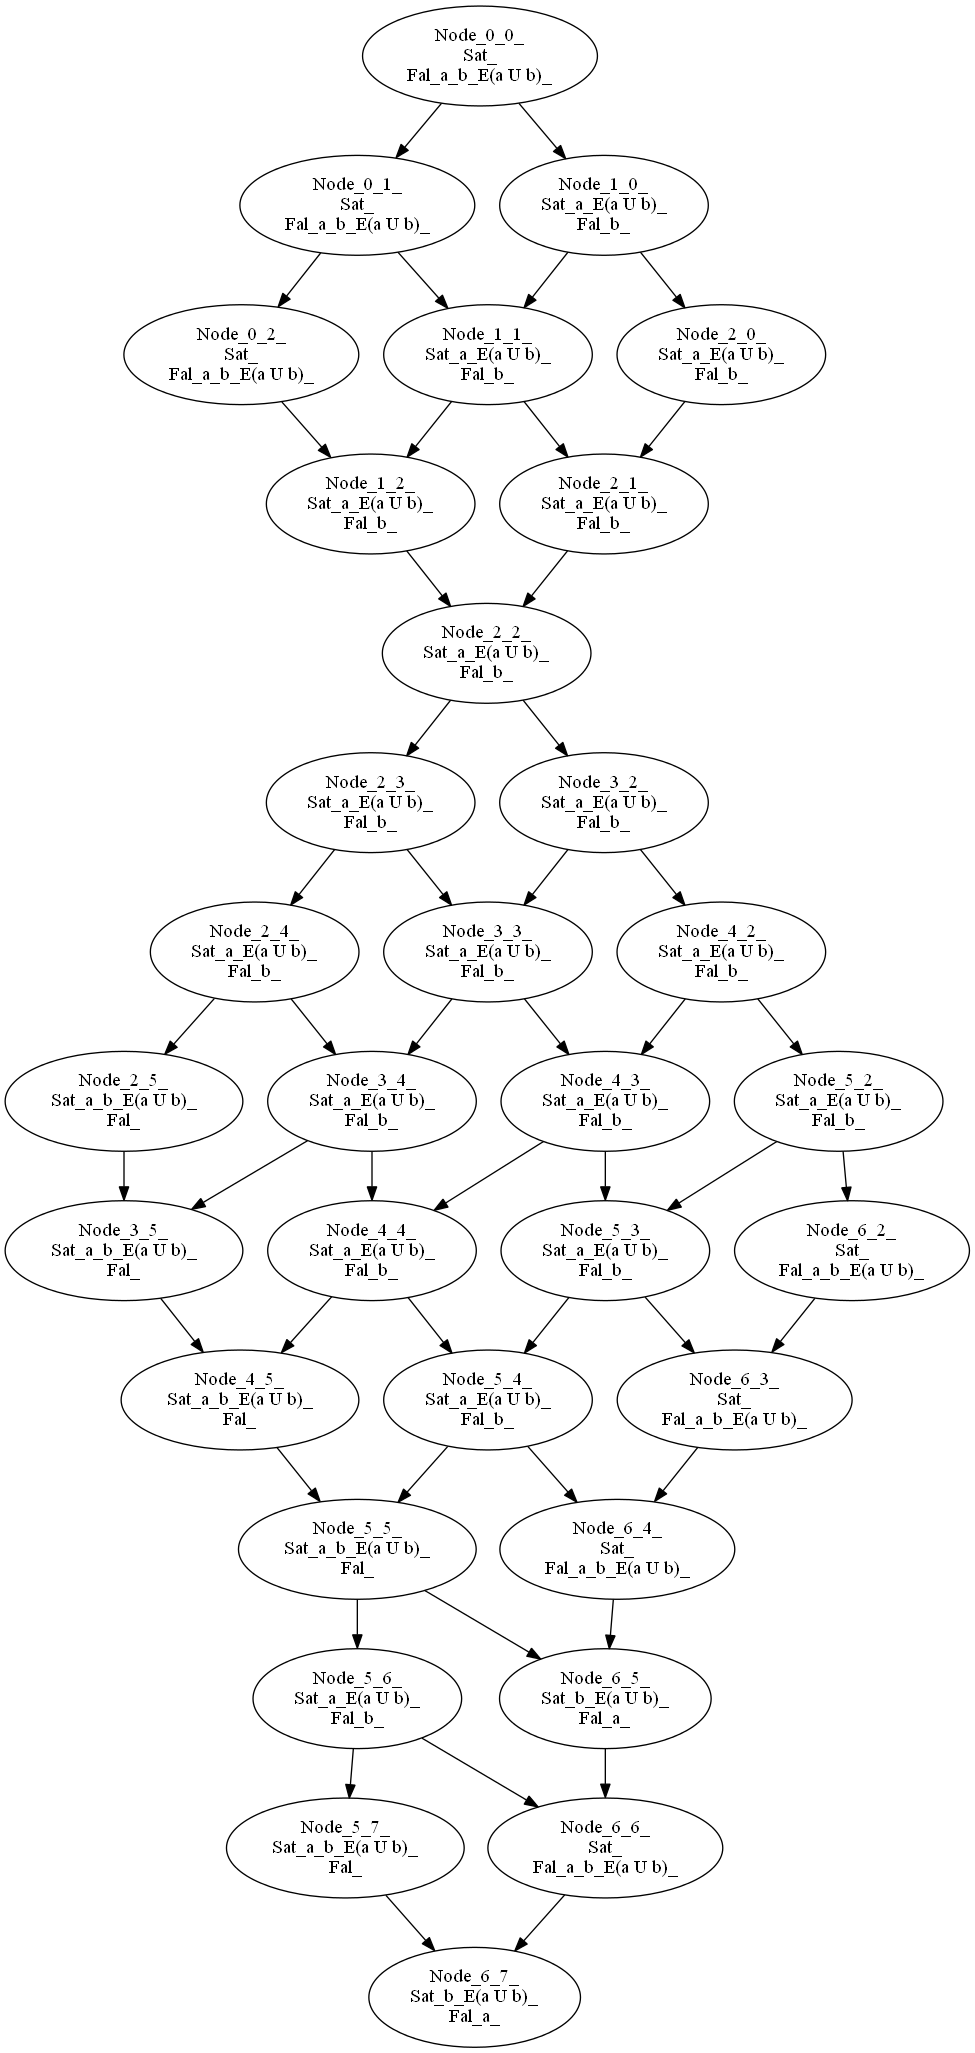 Node_0_0_
Sat_
Fal_a_b_E(a U b)_
Node_0_1_
Sat_
Fal_a_b_E(a U b)_
Node_1_0_
Sat_a_E(a U b)_
Fal_b_
Node_0_2_
Sat_
Fal_a_b_E(a U b)_
Node_1_1_
Sat_a_E(a U b)_
Fal_b_
Node_2_0_
Sat_a_E(a U b)_
Fal_b_
Node_1_2_
Sat_a_E(a U b)_
Fal_b_
Node_2_1_
Sat_a_E(a U b)_
Fal_b_
Node_2_2_
Sat_a_E(a U b)_
Fal_b_
Node_2_3_
Sat_a_E(a U b)_
Fal_b_
Node_3_2_
Sat_a_E(a U b)_
Fal_b_
Node_2_4_
Sat_a_E(a U b)_
Fal_b_
Node_3_3_
Sat_a_E(a U b)_
Fal_b_
Node_4_2_
Sat_a_E(a U b)_
Fal_b_
Node_2_5_
Sat_a_b_E(a U b)_
Fal_
Node_3_4_
Sat_a_E(a U b)_
Fal_b_
Node_4_3_
Sat_a_E(a U b)_
Fal_b_
Node_5_2_
Sat_a_E(a U b)_
Fal_b_
Node_3_5_
Sat_a_b_E(a U b)_
Fal_
Node_4_4_
Sat_a_E(a U b)_
Fal_b_
Node_5_3_
Sat_a_E(a U b)_
Fal_b_
Node_6_2_
Sat_
Fal_a_b_E(a U b)_
Node_4_5_
Sat_a_b_E(a U b)_
Fal_
Node_5_4_
Sat_a_E(a U b)_
Fal_b_
Node_6_3_
Sat_
Fal_a_b_E(a U b)_
Node_5_5_
Sat_a_b_E(a U b)_
Fal_
Node_6_4_
Sat_
Fal_a_b_E(a U b)_
Node_5_6_
Sat_a_E(a U b)_
Fal_b_
Node_6_5_
Sat_b_E(a U b)_
Fal_a_
Node_5_7_
Sat_a_b_E(a U b)_
Fal_
Node_6_6_
Sat_
Fal_a_b_E(a U b)_
Node_6_7_
Sat_b_E(a U b)_
Fal_a_